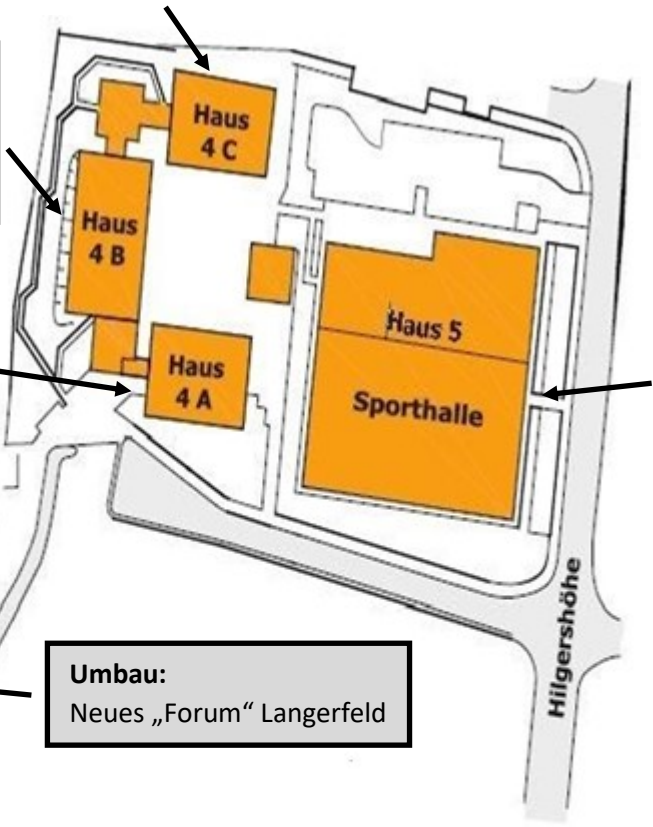 Haus
4 C
Haus
4 B
Haus 5
Haus
4 A
Sporthalle
Hilgershöhe
Umbau:
Neues „Forum" Langerfeld